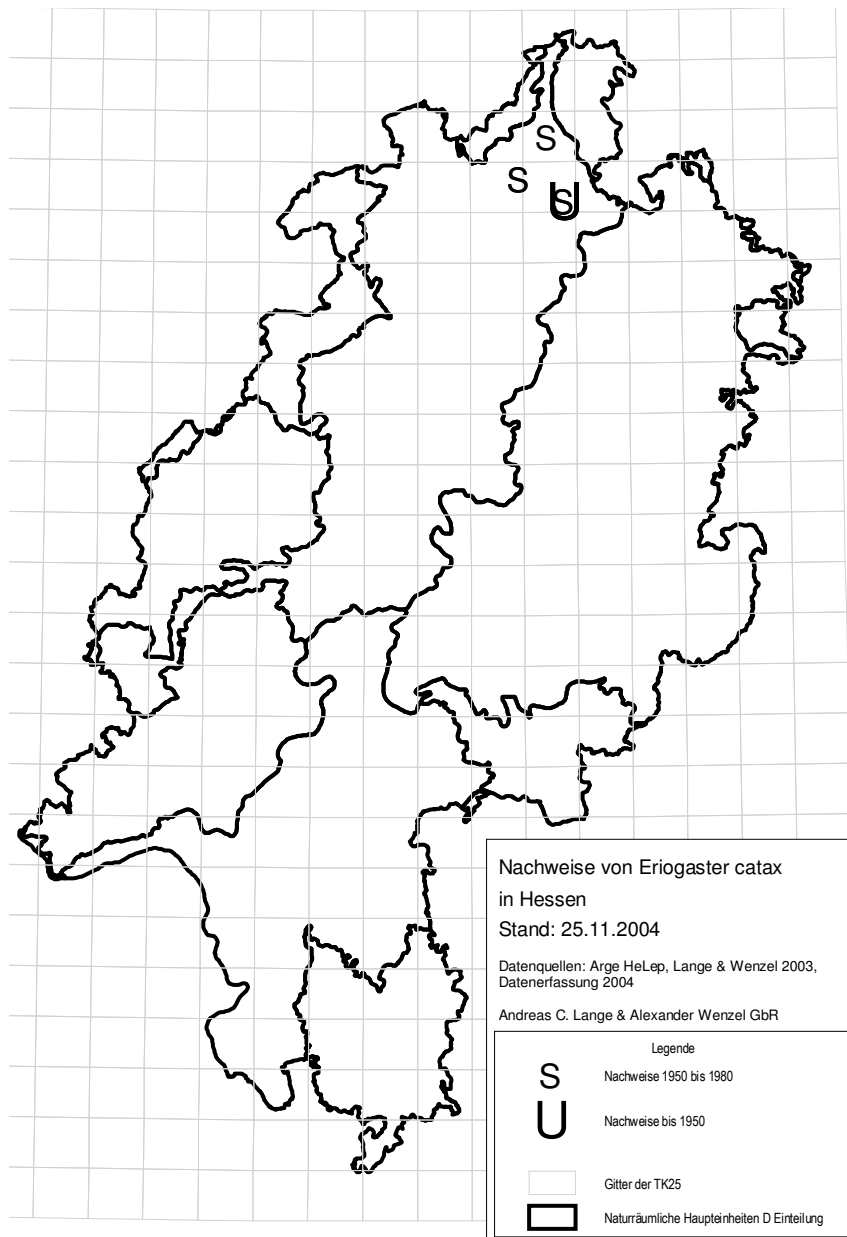 S
S
U S
Nachweise von Eriogaster catax
in Hessen
Stand: 25.11.2004
Datenquellen: Arge HeLep, Lange & Wenzel 2003,
Datenerfassung 2004
Andreas C. Lange & Alexander Wenzel GbR
Legende
S Nachweise 1950 bis 1980
U Nachweise bis 1950
Gitter der TK25
Naturräumliche Haupteinheiten D Einteilung